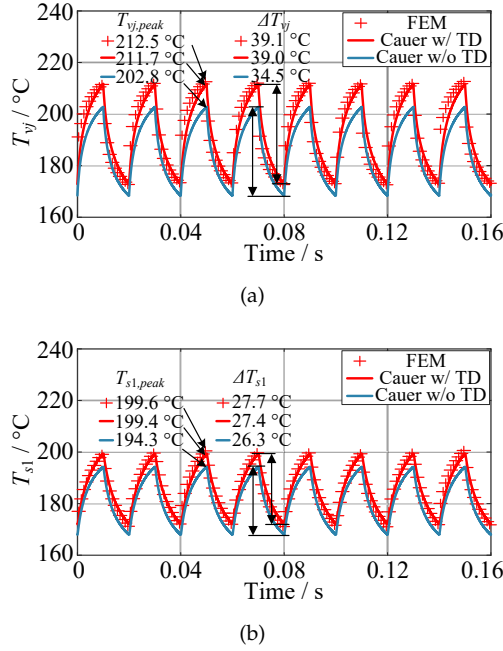 240
220
200
180
160
T_vj / °C
T_vj,peak
ΔT_vj
212.5 °C 39.1 °C
211.7 °C 39.0 °C
202.8 °C 34.5 °C
FEM
Cauer w/ TD
Cauer w/o TD
0 0.04 0.08 0.12 0.16
Time / s
(a)
240
220
200
180
160
T_s1 / °C
T_s1,peak
ΔT_s1
199.6 °C 27.7 °C
199.4 °C 27.4 °C
194.3 °C 26.3 °C
FEM
Cauer w/ TD
Cauer w/o TD
0 0.04 0.08 0.12 0.16
Time / s
(b)